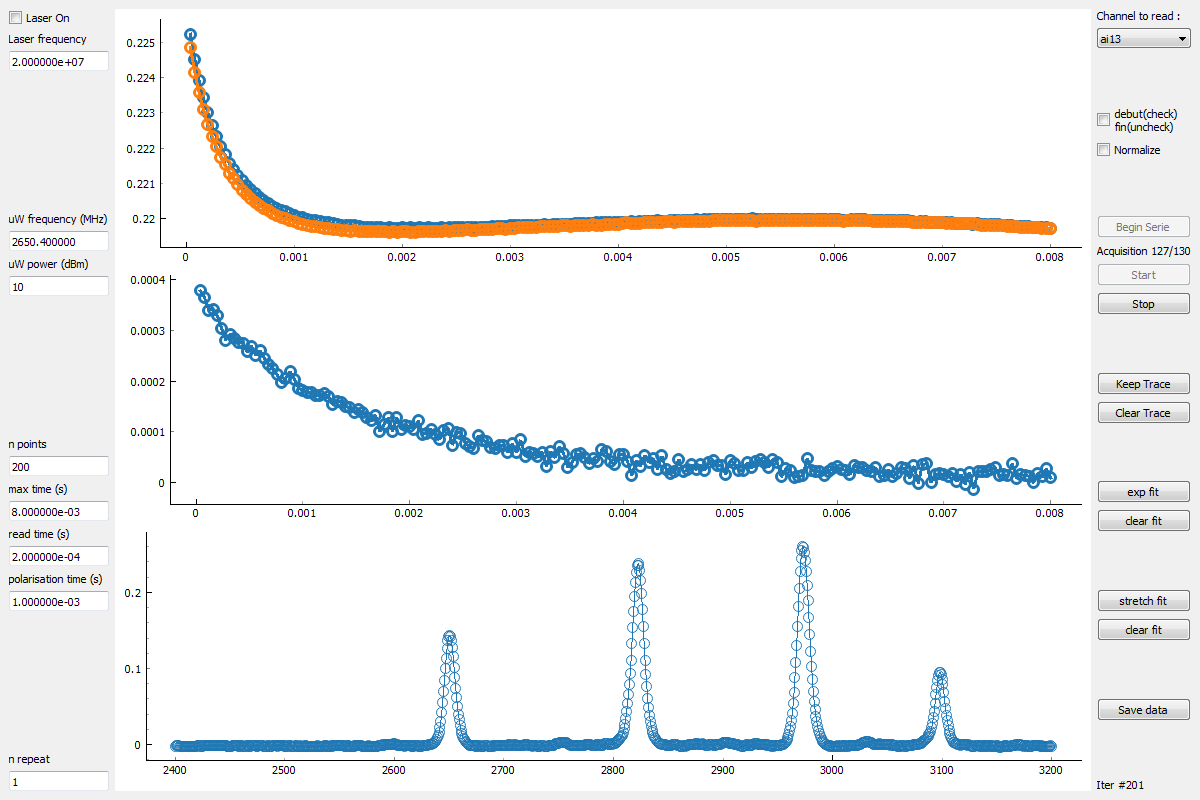 Laser On
Laser frequency
2.000000e+07
uW frequency (MHz)
2650.400000
uW power (dBm)
10
n points
200
max time (s)
8.000000e-03
read time (s)
2.000000e-04
polarisation time (s)
1.000000e-03
n repeat
1
0.225
0.224
0.223
0.222
0.221
0.22
0 0.001 0.002 0.003 0.004 0.005 0.006 0.007 0.008
0.0004
0.0003
0.0002
0.0001
0
0 0.001 0.002 0.003 0.004 0.005 0.006 0.007 0.008
0.2
0.1
0
2400 2500 2600 2700 2800 2900 3000 3100 3200
Channel to read :
ai13
debut(check)
fin(uncheck)
Normalize
Begin Serie
Acquisition 127/130
Start
Stop
Keep Trace
Clear Trace
exp fit
clear fit
stretch fit
clear fit
Save data
Iter #201